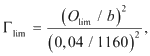 Γlim = (Olim / b)² / (0,04 / 1160)²,